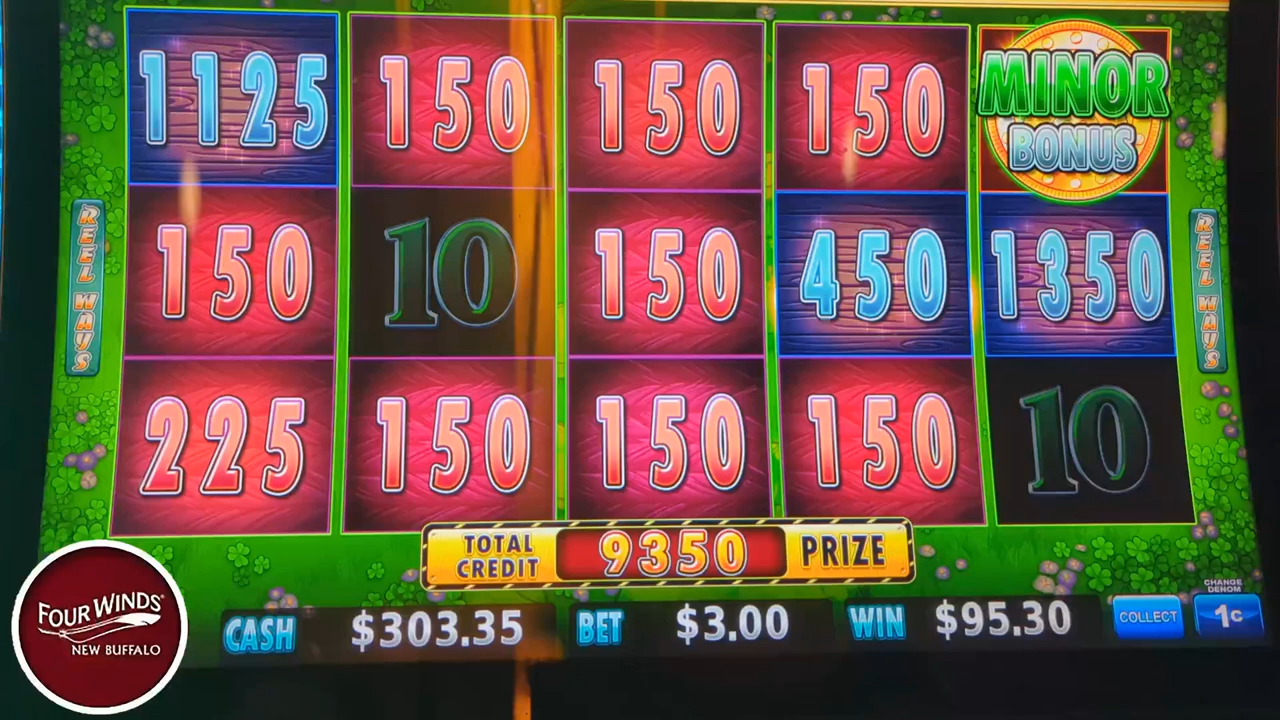 1125 150 150 150 MINOR BONUS
150 10 150 450 1350
225 150 150 150 10
REEL WAYS
REEL WAYS
TOTAL CREDIT 9350 PRIZE
CASH $303.35 BET $3.00 WIN $95.30 COLLECT CHANGE DENOM 1¢
FOUR WINDS®
NEW BUFFALO